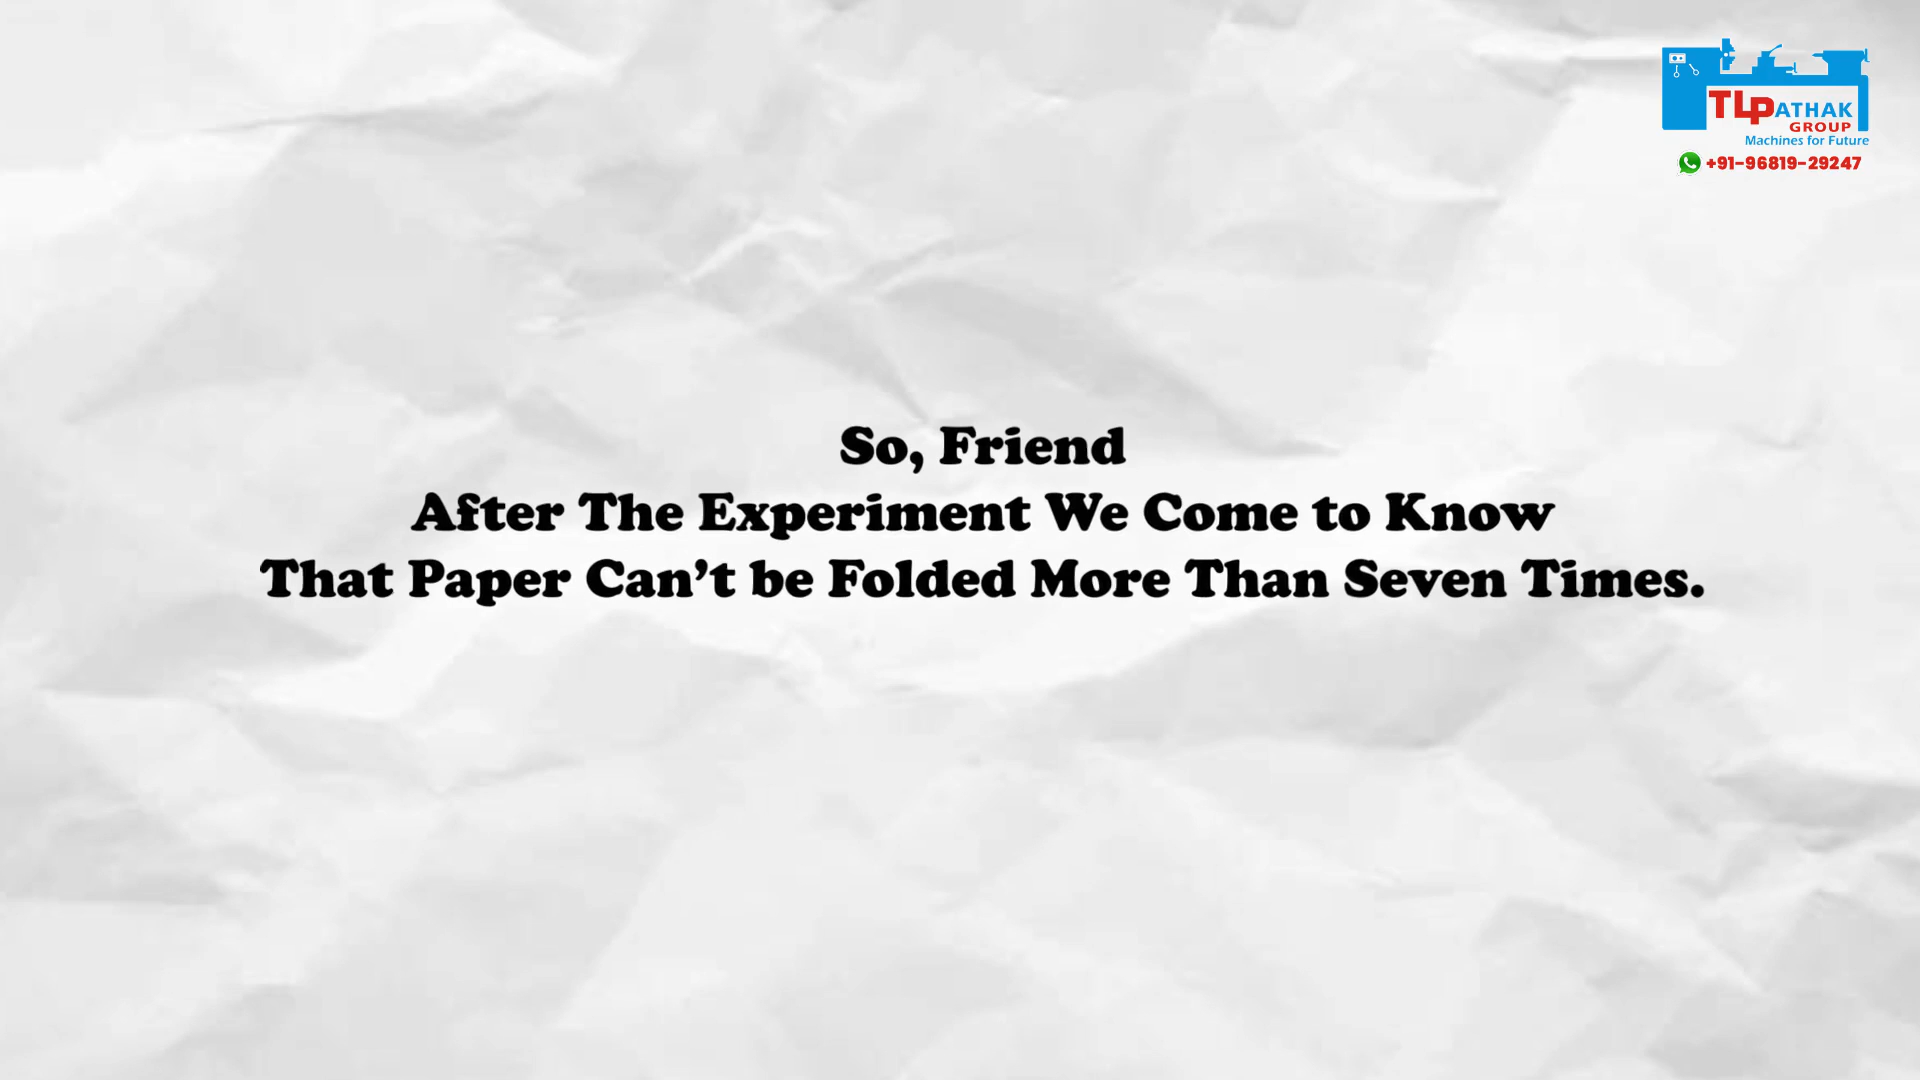 TLPATHAK
GROUP
Machines for Future
+91-96819-29247
So, Friend
After The Experiment We Come to Know
That Paper Can’t be Folded More Than Seven Times.